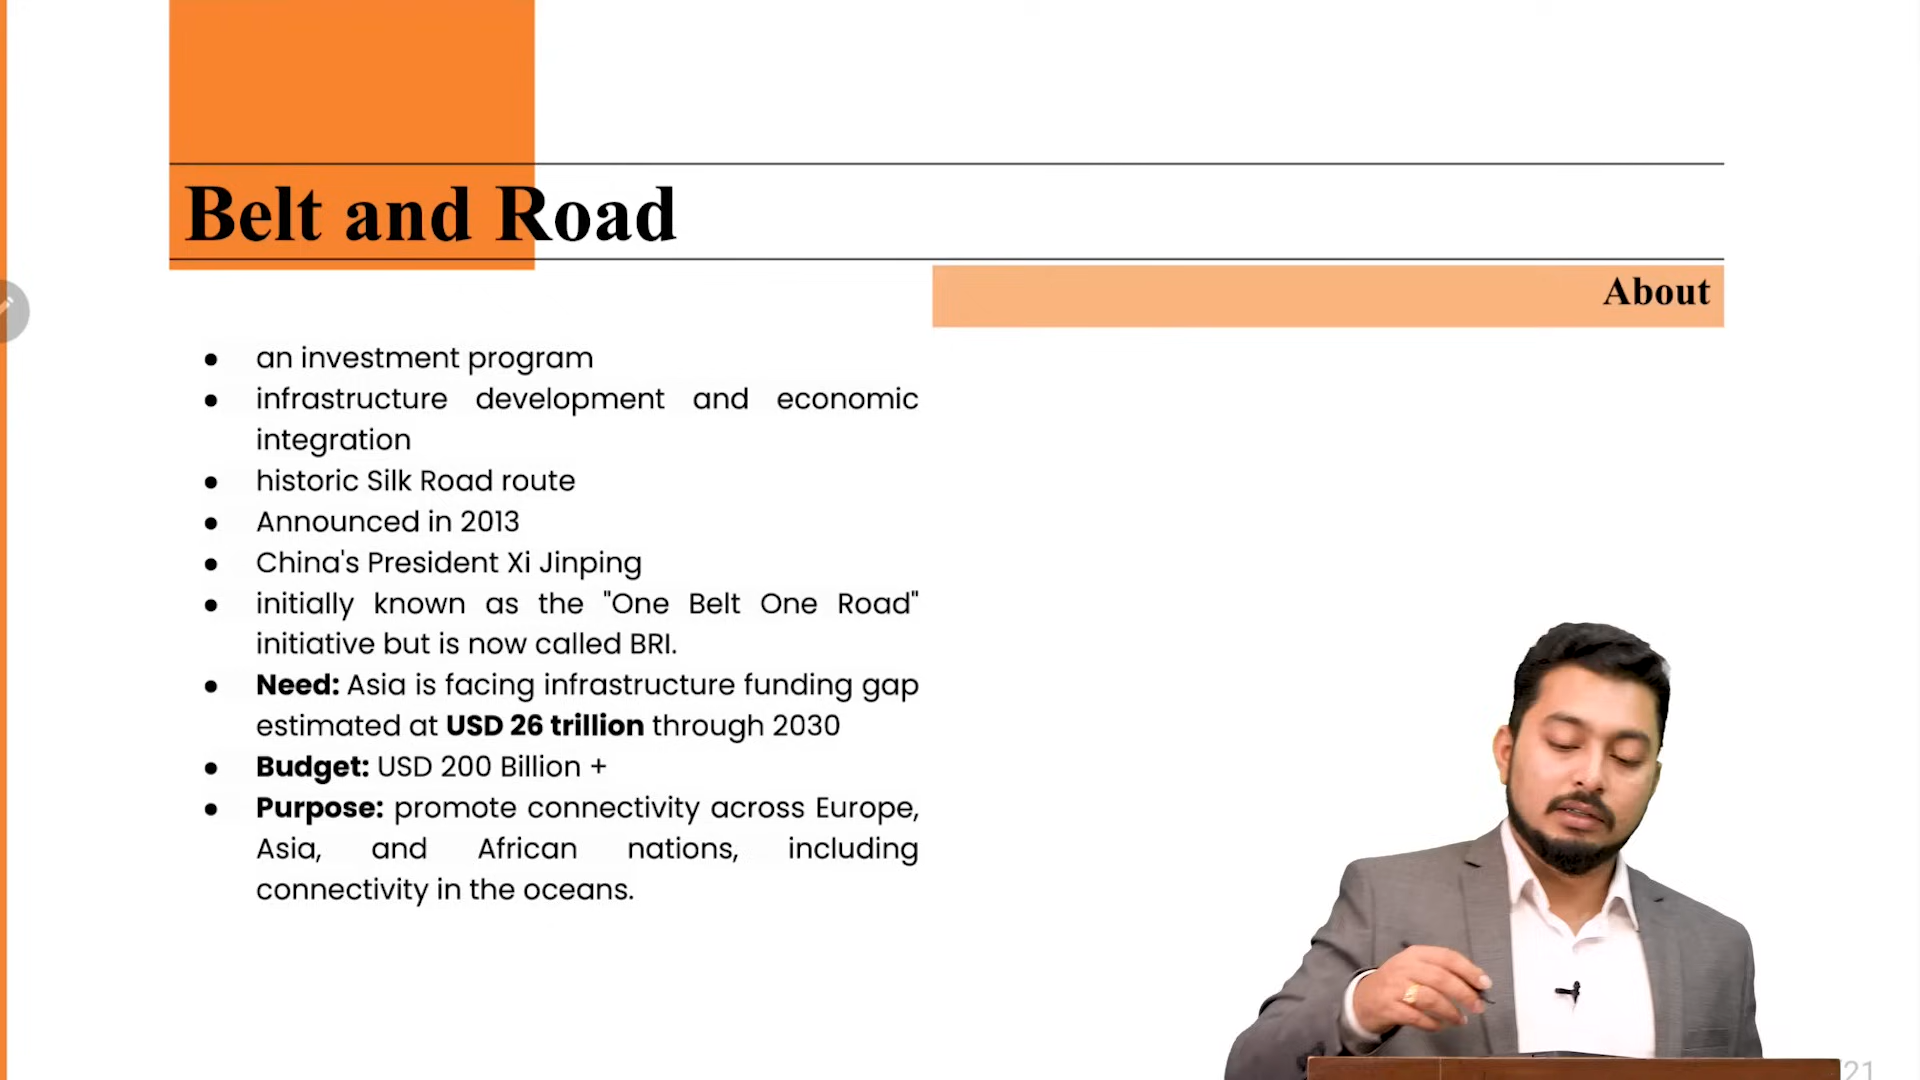 Belt and Road
About
● an investment program
● infrastructure development and economic
integration
● historic Silk Road route
● Announced in 2013
● China's President Xi Jinping
● initially known as the "One Belt One Road"
initiative but is now called BRI.
● Need: Asia is facing infrastructure funding gap
estimated at USD 26 trillion through 2030
● Budget: USD 200 Billion +
● Purpose: promote connectivity across Europe,
Asia, and African nations, including
connectivity in the oceans.
21